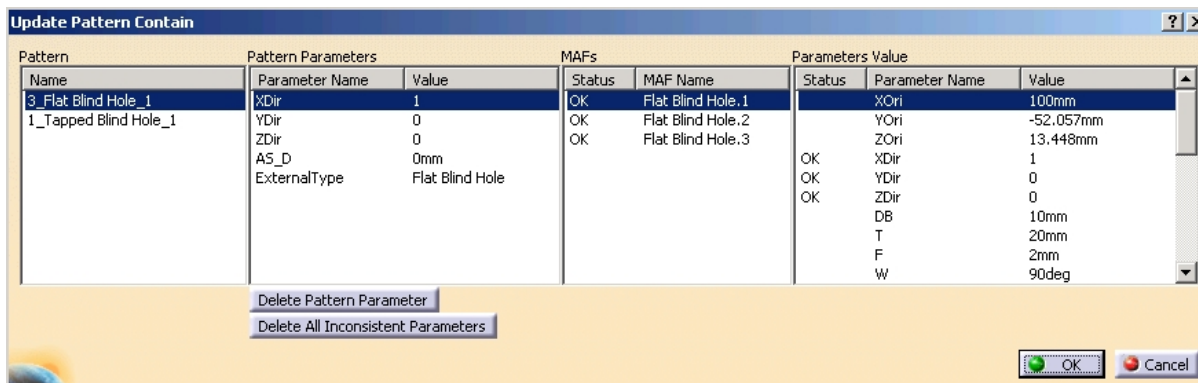 Update Pattern Contain
Pattern Pattern Parameters MAFs Parameters Value
Name Parameter Name Value Status MAF Name Status Parameter Name Value
3_Flat Blind Hole_1 XDir 1 OK Flat Blind Hole.1 XOri 100mm
1_Tapped Blind Hole_1 YDir 0 OK Flat Blind Hole.2 YOri -52.057mm
ZDir 0 OK Flat Blind Hole.3 ZOri 13.448mm
AS_D 0mm OK XDir 1
ExternalType Flat Blind Hole OK YDir 0
OK ZDir 0
DB 10mm
T 20mm
F 2mm
W 90deg
Delete Pattern Parameter
Delete All Inconsistent Parameters
OK Cancel